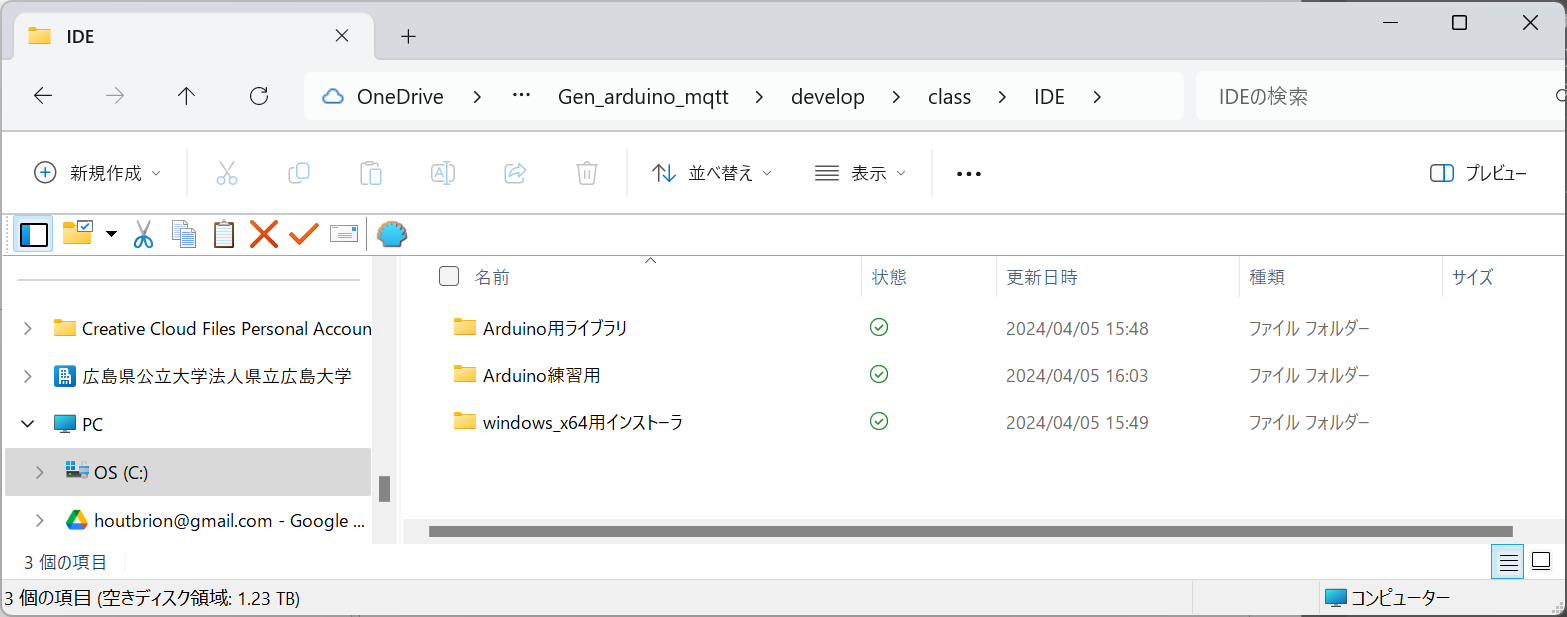 IDE
OneDrive > ... Gen_arduino_mqtt > develop > class > IDE >
IDEの検索
新規作成
並べ替え
表示
プレビュー
名前 状態 更新日時 種類 サイズ
Creative Cloud Files Personal Accoun
広島県公立大学法人県立広島大学
PC
OS (C:)
houtbrion@gmail.com - Google ...
Arduino用ライブラリ 2024/04/05 15:48 ファイル フォルダー
Arduino練習用 2024/04/05 16:03 ファイル フォルダー
windows_x64用インストーラ 2024/04/05 15:49 ファイル フォルダー
3 個の項目
3 個の項目 (空きディスク領域: 1.23 TB)
コンピューター